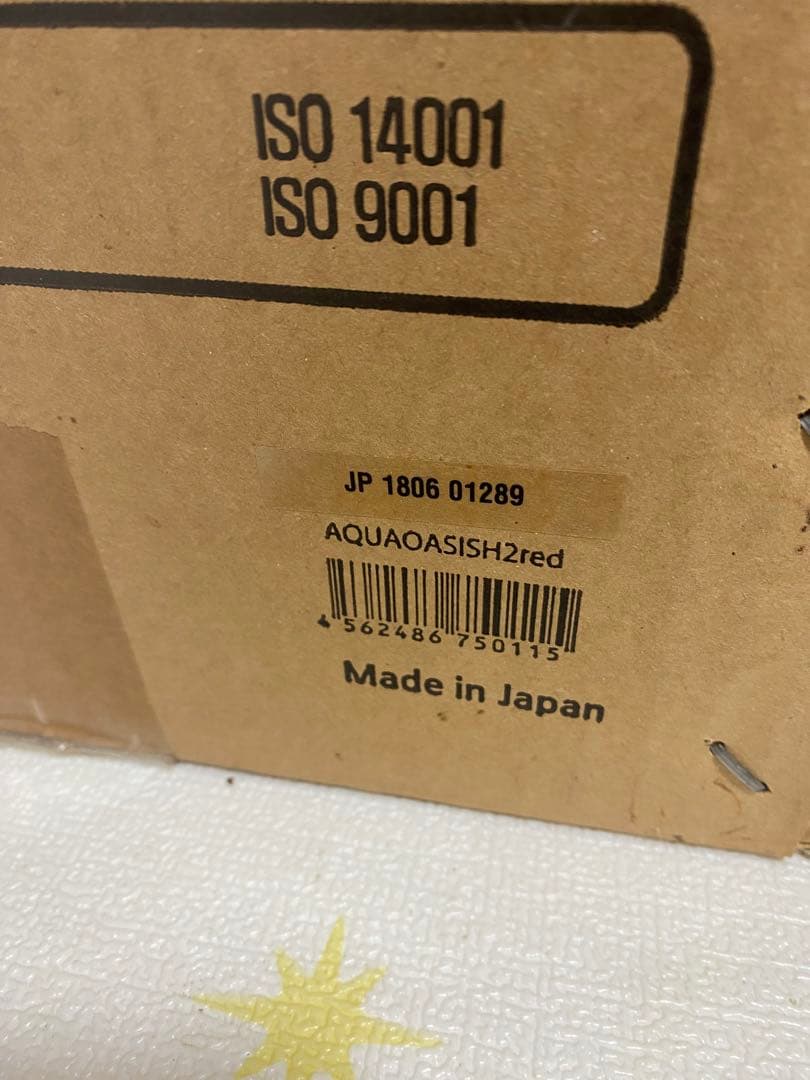 ISO 14001
ISO 9001
JP 1806 01289
AQUAOASISH2red
4 562486 750115
Made in Japan